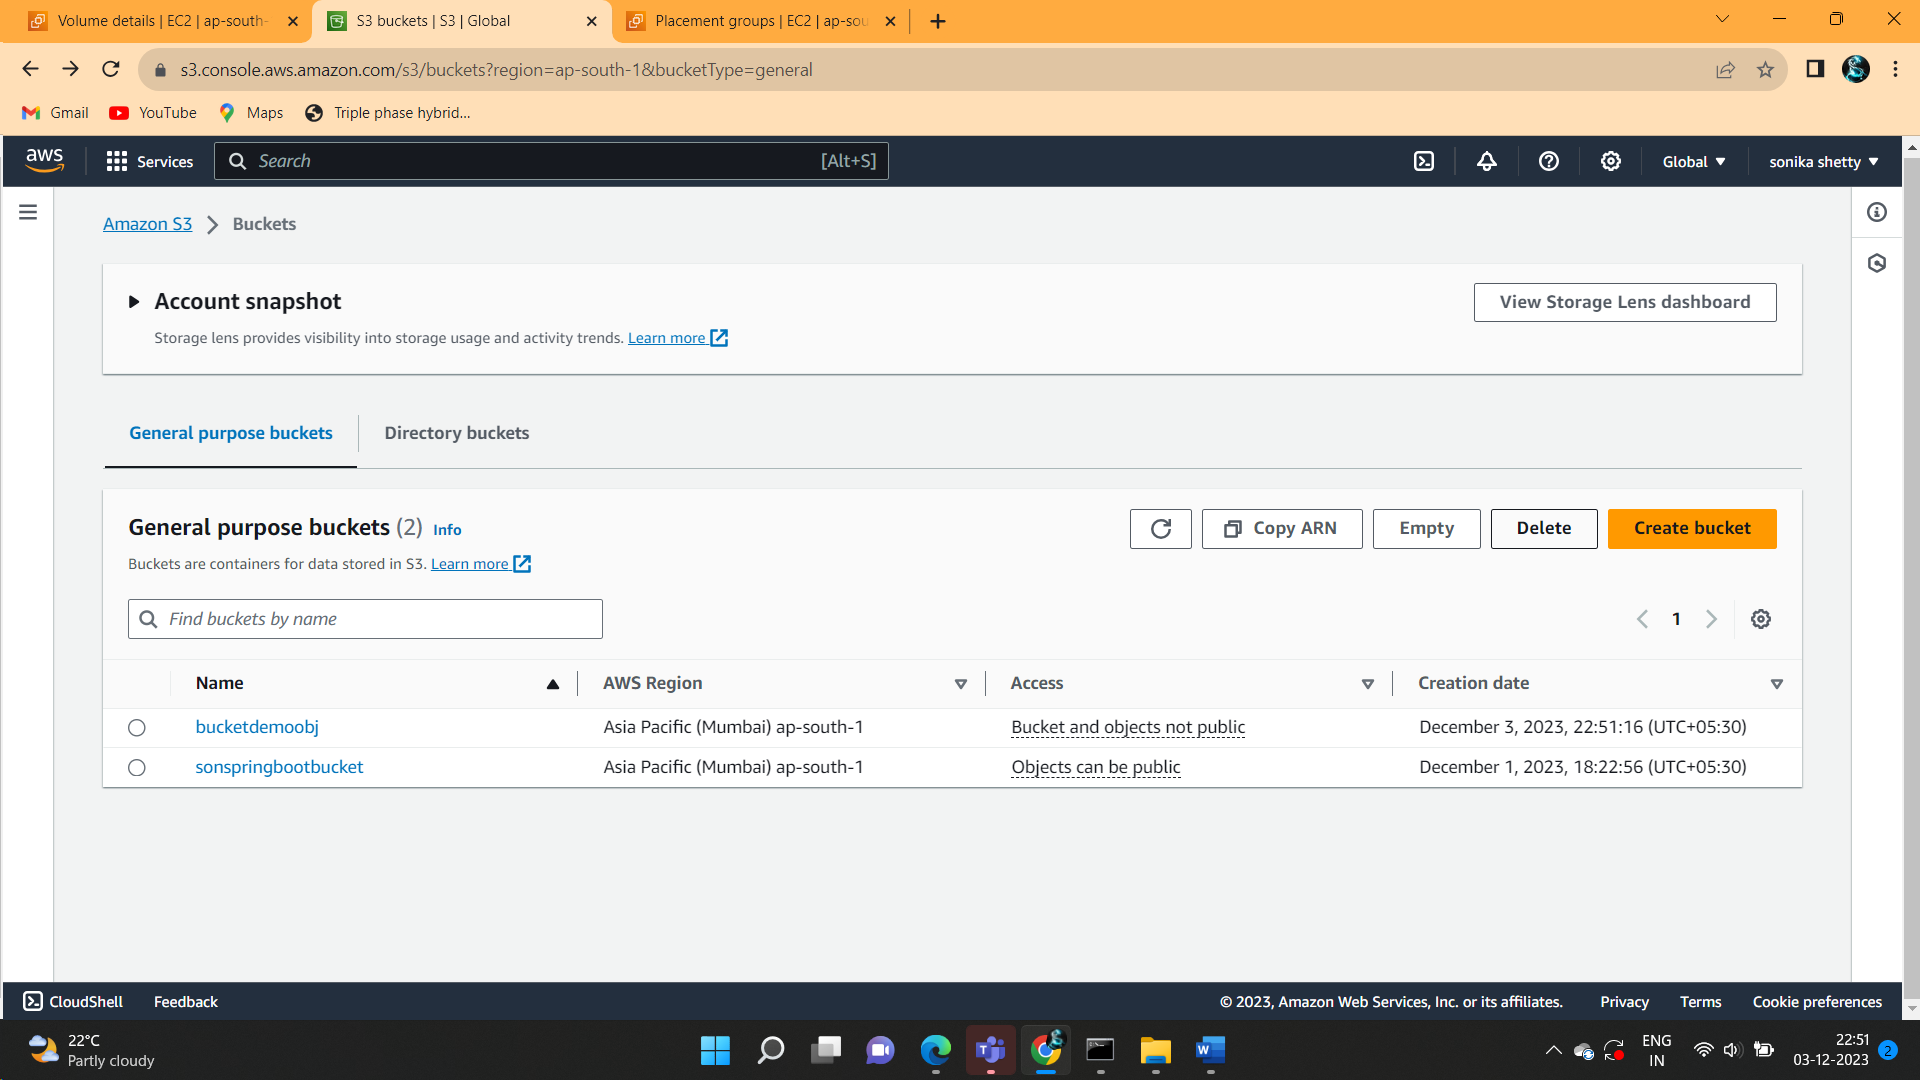 Volume details | EC2 | ap-south-
S3 buckets | S3 | Global
Placement groups | EC2 | ap-sou
s3.console.aws.amazon.com/s3/buckets?region=ap-south-1&bucketType=general
Gmail
YouTube
Maps
Triple phase hybrid...
aws
Services
Search
[Alt+S]
Global
sonika shetty
Amazon S3
Buckets
Account snapshot
View Storage Lens dashboard
Storage lens provides visibility into storage usage and activity trends. Learn more
General purpose buckets
Directory buckets
General purpose buckets (2) Info
Copy ARN
Empty
Delete
Create bucket
Buckets are containers for data stored in S3. Learn more
Find buckets by name
1
Name
AWS Region
Access
Creation date
bucketdemoobj
Asia Pacific (Mumbai) ap-south-1
Bucket and objects not public
December 3, 2023, 22:51:16 (UTC+05:30)
sonspringbootbucket
Asia Pacific (Mumbai) ap-south-1
Objects can be public
December 1, 2023, 18:22:56 (UTC+05:30)
CloudShell
Feedback
© 2023, Amazon Web Services, Inc. or its affiliates.
Privacy
Terms
Cookie preferences
22°C
Partly cloudy
ENG
IN
22:51
03-12-2023
2